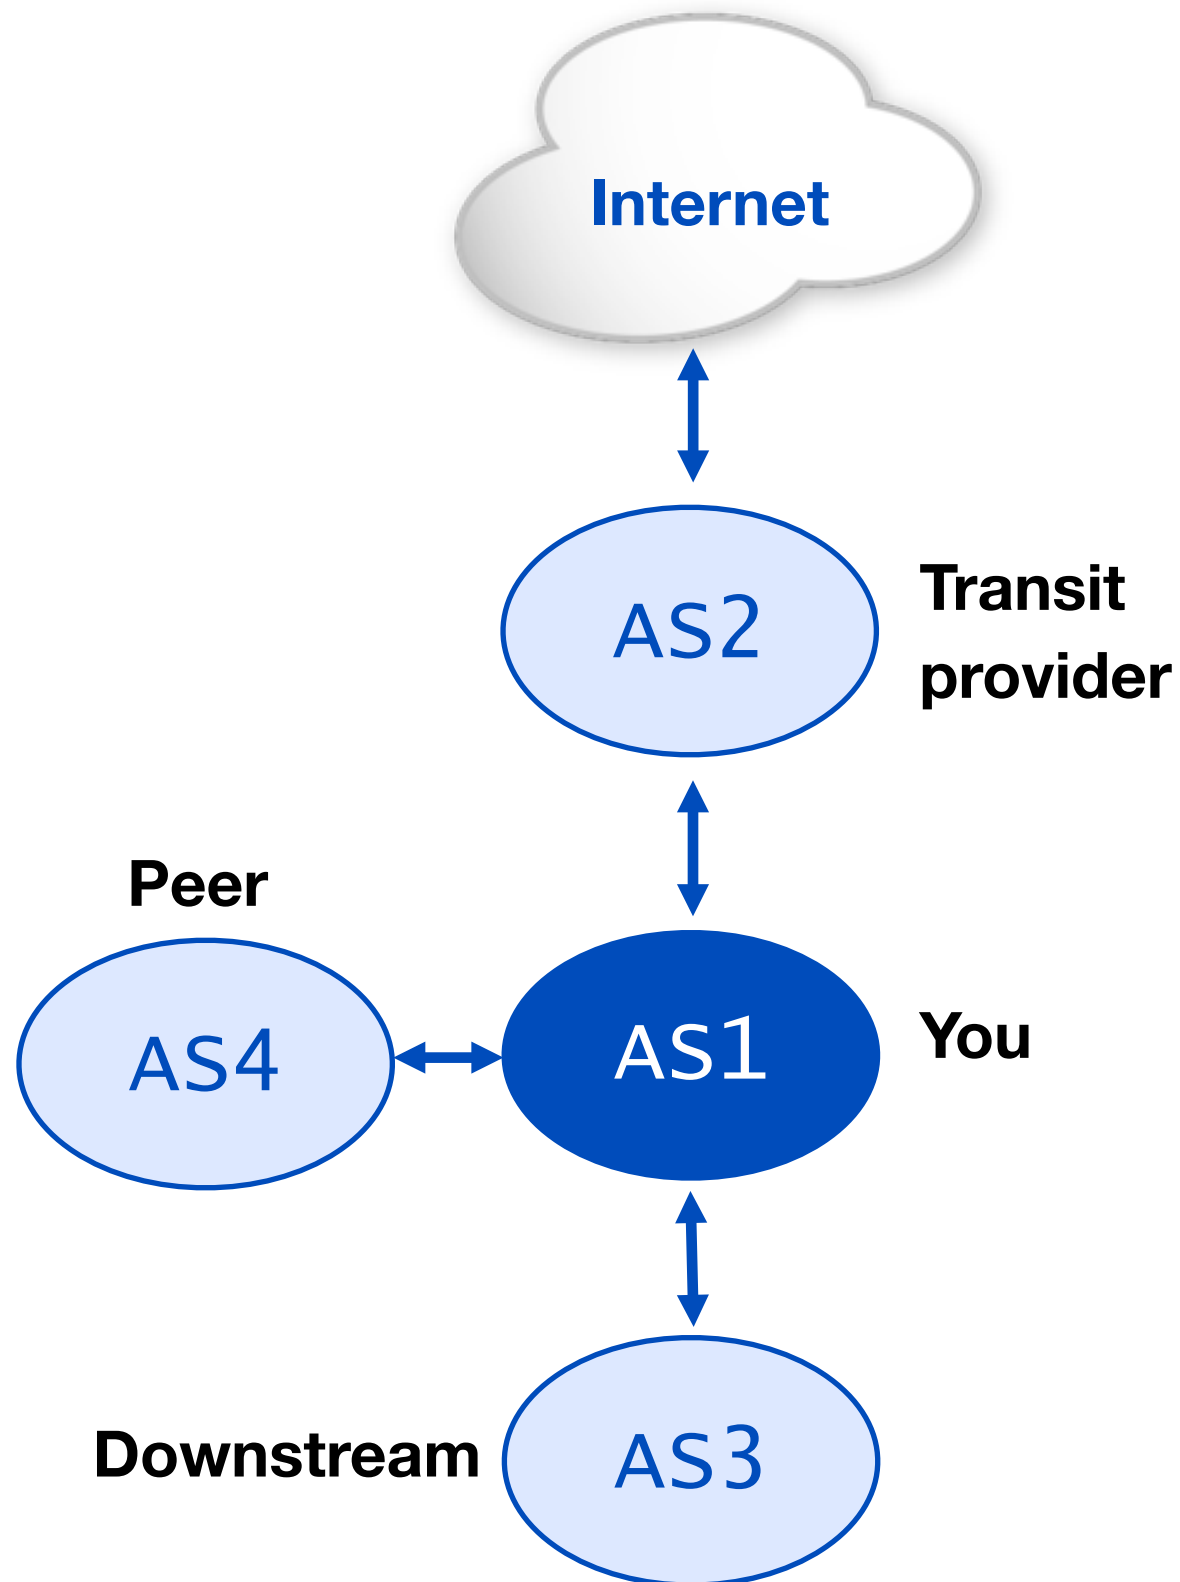 Internet
AS2
Transit
provider
Peer
AS4
AS1
You
Downstream
AS3